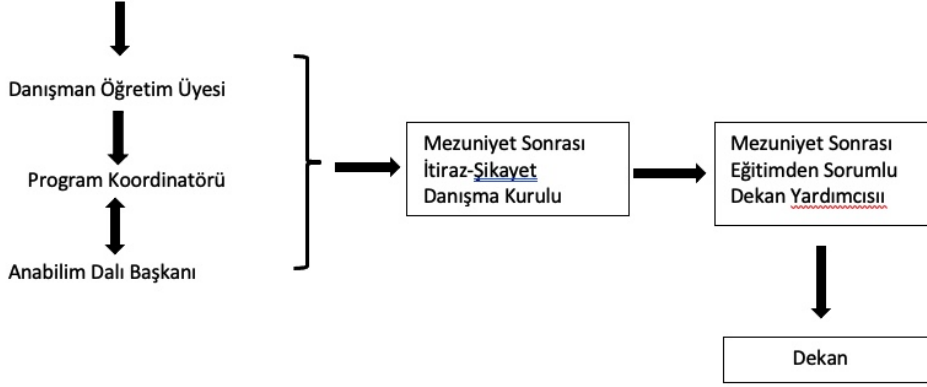 Danışman Öğretim Üyesi
Program Koordinatörü
Anabilim Dalı Başkanı
Mezuniyet Sonrası
İtiraz-Şikayet
Danışma Kurulu
Mezuniyet Sonrası
Eğitimden Sorumlu
Dekan Yardımcısıı
Dekan